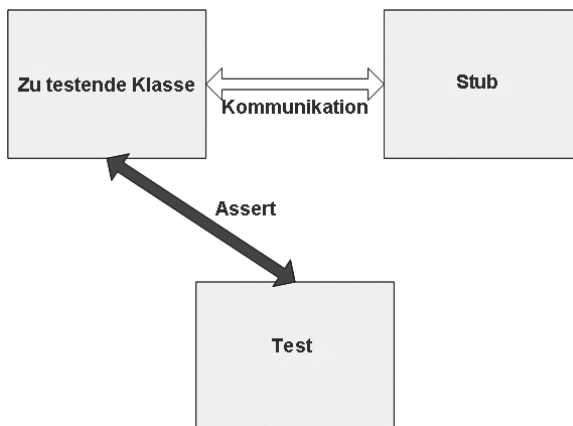 Zu testende Klasse
Stub
Kommunikation
Assert
Test